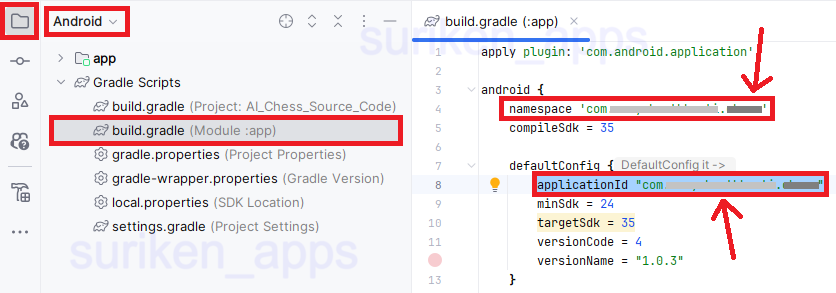 Android
build.gradle (:app)
suriken_apps
app
Gradle Scripts
build.gradle (Project: AI_Chess_Source_Code)
build.gradle (Module :app)
gradle.properties (Project Properties)
gradle-wrapper.properties (Gradle Version)
local.properties (SDK Location)
settings.gradle (Project Settings)
suriken_apps
1 apply plugin: 'com.android.application'
2
3 android {
4 namespace 'com . '
5 compileSdk = 35
6
7 defaultConfig { DefaultConfig it ->
8 applicationId "com . "
9 minSdk = 24
10 targetSdk = 35
11 versionCode = 4
versionName = "1.0.3"
13 }